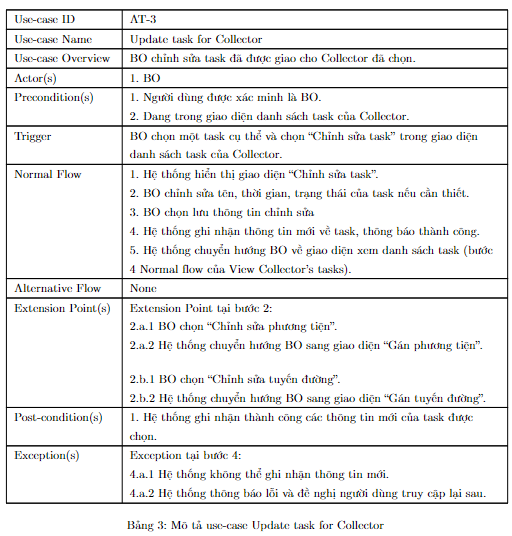 Use-case ID AT-3
Use-case Name Update task for Collector
Use-case Overview BO chỉnh sửa task đã được giao cho Collector đã chọn.
Actor(s) 1. BO
Precondition(s) 1. Người dùng được xác minh là BO.
2. Đang trong giao diện danh sách task của Collector.
Trigger BO chọn một task cụ thể và chọn “Chỉnh sửa task” trong giao diện
danh sách task của Collector.
Normal Flow 1. Hệ thống hiển thị giao diện “Chỉnh sửa task”.
2. BO chỉnh sửa tên, thời gian, trạng thái của task nếu cần thiết.
3. BO chọn lưu thông tin chỉnh sửa
4. Hệ thống ghi nhận thông tin mới về task, thông báo thành công.
5. Hệ thống chuyển hướng BO về giao diện xem danh sách task (bước
4 Normal flow của View Collector’s tasks).
Alternative Flow None
Extension Point(s) Extension Point tại bước 2:
2.a.1 BO chọn “Chỉnh sửa phương tiện”.
2.a.2 Hệ thống chuyển hướng BO sang giao diện “Gán phương tiện”.
2.b.1 BO chọn “Chỉnh sửa tuyến đường”.
2.b.2 Hệ thống chuyển hướng BO sang giao diện “Gán tuyến đường”.
Post-condition(s) 1. Hệ thống ghi nhận thành công các thông tin mới của task được
chọn.
Exception(s) Exception tại bước 4:
4.a.1 Hệ thống không thể ghi nhận thông tin mới.
4.a.2 Hệ thống thông báo lỗi và đề nghị người dùng truy cập lại sau.
Bảng 3: Mô tả use-case Update task for Collector